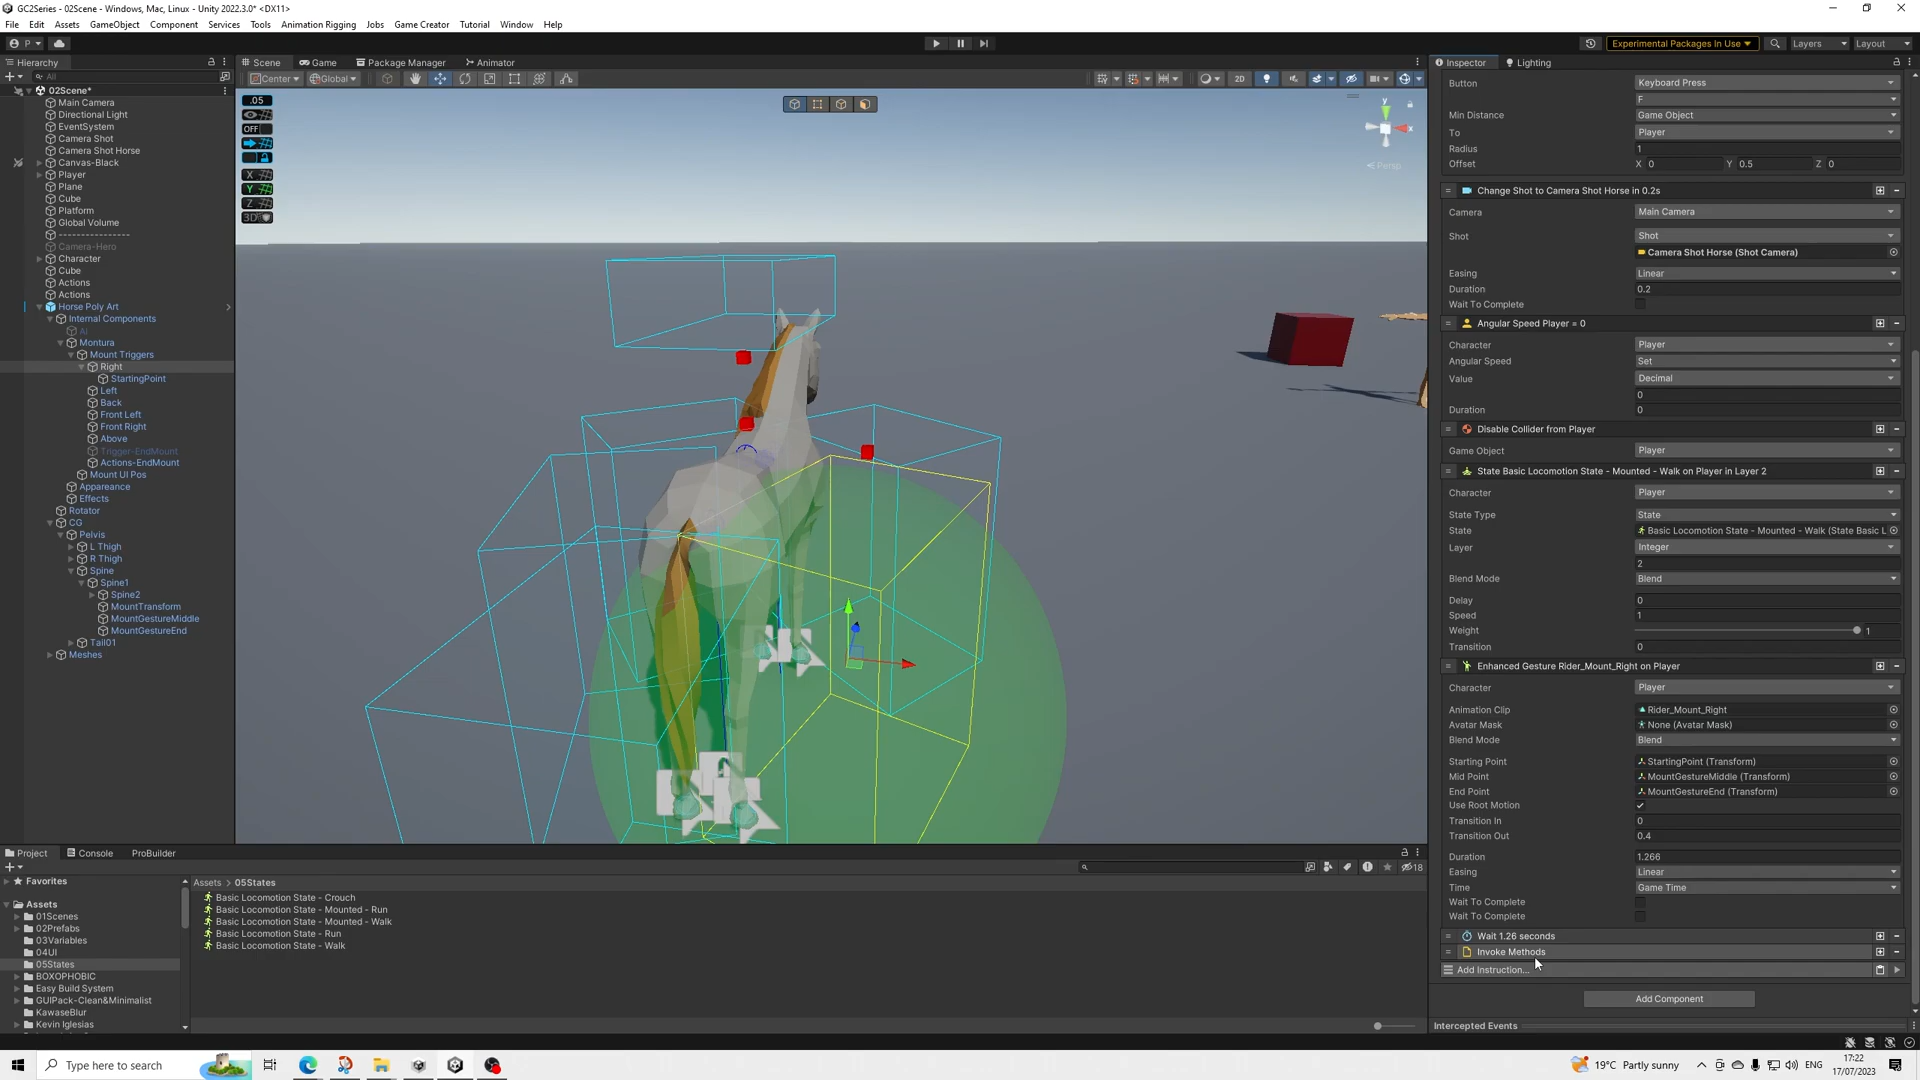 GC2Series - 02Scene - Windows, Mac, Linux - Unity 2022.3.0* <DX11>
File Edit Assets GameObject Component Services Tools Animation Rigging Jobs Game Creator Tutorial Window Help
P Experimental Packages In Use Layers Layout
Hierarchy
All
02Scene*
Main Camera
Directional Light
EventSystem
Camera Shot
Camera Shot Horse
Canvas-Black
Player
Plane
Cube
Platform
Global Volume
----------------
Camera-Hero
Character
Cube
Actions
Actions
Horse Poly Art
Internal Components
AI
Montura
Mount Triggers
Right
StartingPoint
Left
Back
Front Left
Front Right
Above
Trigger-EndMount
Actions-EndMount
Mount UI Pos
Appareance
Effects
Rotator
CG
Pelvis
L Thigh
R Thigh
Spine
Spine1
Spine2
MountTransform
MountGestureMiddle
MountGestureEnd
Tail01
Meshes
Scene Game Package Manager Animator
Center Global 2D
.05
OFF
X
Y
Z
3D
y
x
Persp
Inspector Lighting
Button Keyboard Press
F
Min Distance Game Object
To Player
Radius 1
Offset X 0 Y 0.5 Z 0
Change Shot to Camera Shot Horse in 0.2s
Camera Main Camera
Shot Shot
Camera Shot Horse (Shot Camera)
Easing Linear
Duration 0.2
Wait To Complete
Angular Speed Player = 0
Character Player
Angular Speed Set
Value Decimal
0
Duration 0
Disable Collider from Player
Game Object Player
State Basic Locomotion State - Mounted - Walk on Player in Layer 2
Character Player
State Type State
State Basic Locomotion State - Mounted - Walk (State Basic L
Layer Integer
2
Blend Mode Blend
Delay 0
Speed 1
Weight 1
Transition 0
Enhanced Gesture Rider_Mount_Right on Player
Character Player
Animation Clip Rider_Mount_Right
Avatar Mask None (Avatar Mask)
Blend Mode Blend
Starting Point StartingPoint (Transform)
Mid Point MountGestureMiddle (Transform)
End Point MountGestureEnd (Transform)
Use Root Motion
Transition In 0
Transition Out 0.4
Duration 1.266
Easing Linear
Time Game Time
Wait To Complete
Wait To Complete
Wait 1.26 seconds
Invoke Methods
Add Instruction...
Add Component
Intercepted Events
Project Console ProBuilder
18
Favorites
Assets
01Scenes
02Prefabs
03Variables
04UI
05States
BOXOPHOBIC
Easy Build System
GUIPack-Clean&Minimalist
KawaseBlur
Kevin Iglesias
Assets > 05States
Basic Locomotion State - Crouch
Basic Locomotion State - Mounted - Run
Basic Locomotion State - Mounted - Walk
Basic Locomotion State - Run
Basic Locomotion State - Walk
Type here to search
19°C Partly sunny ENG
17:22
17/07/2023